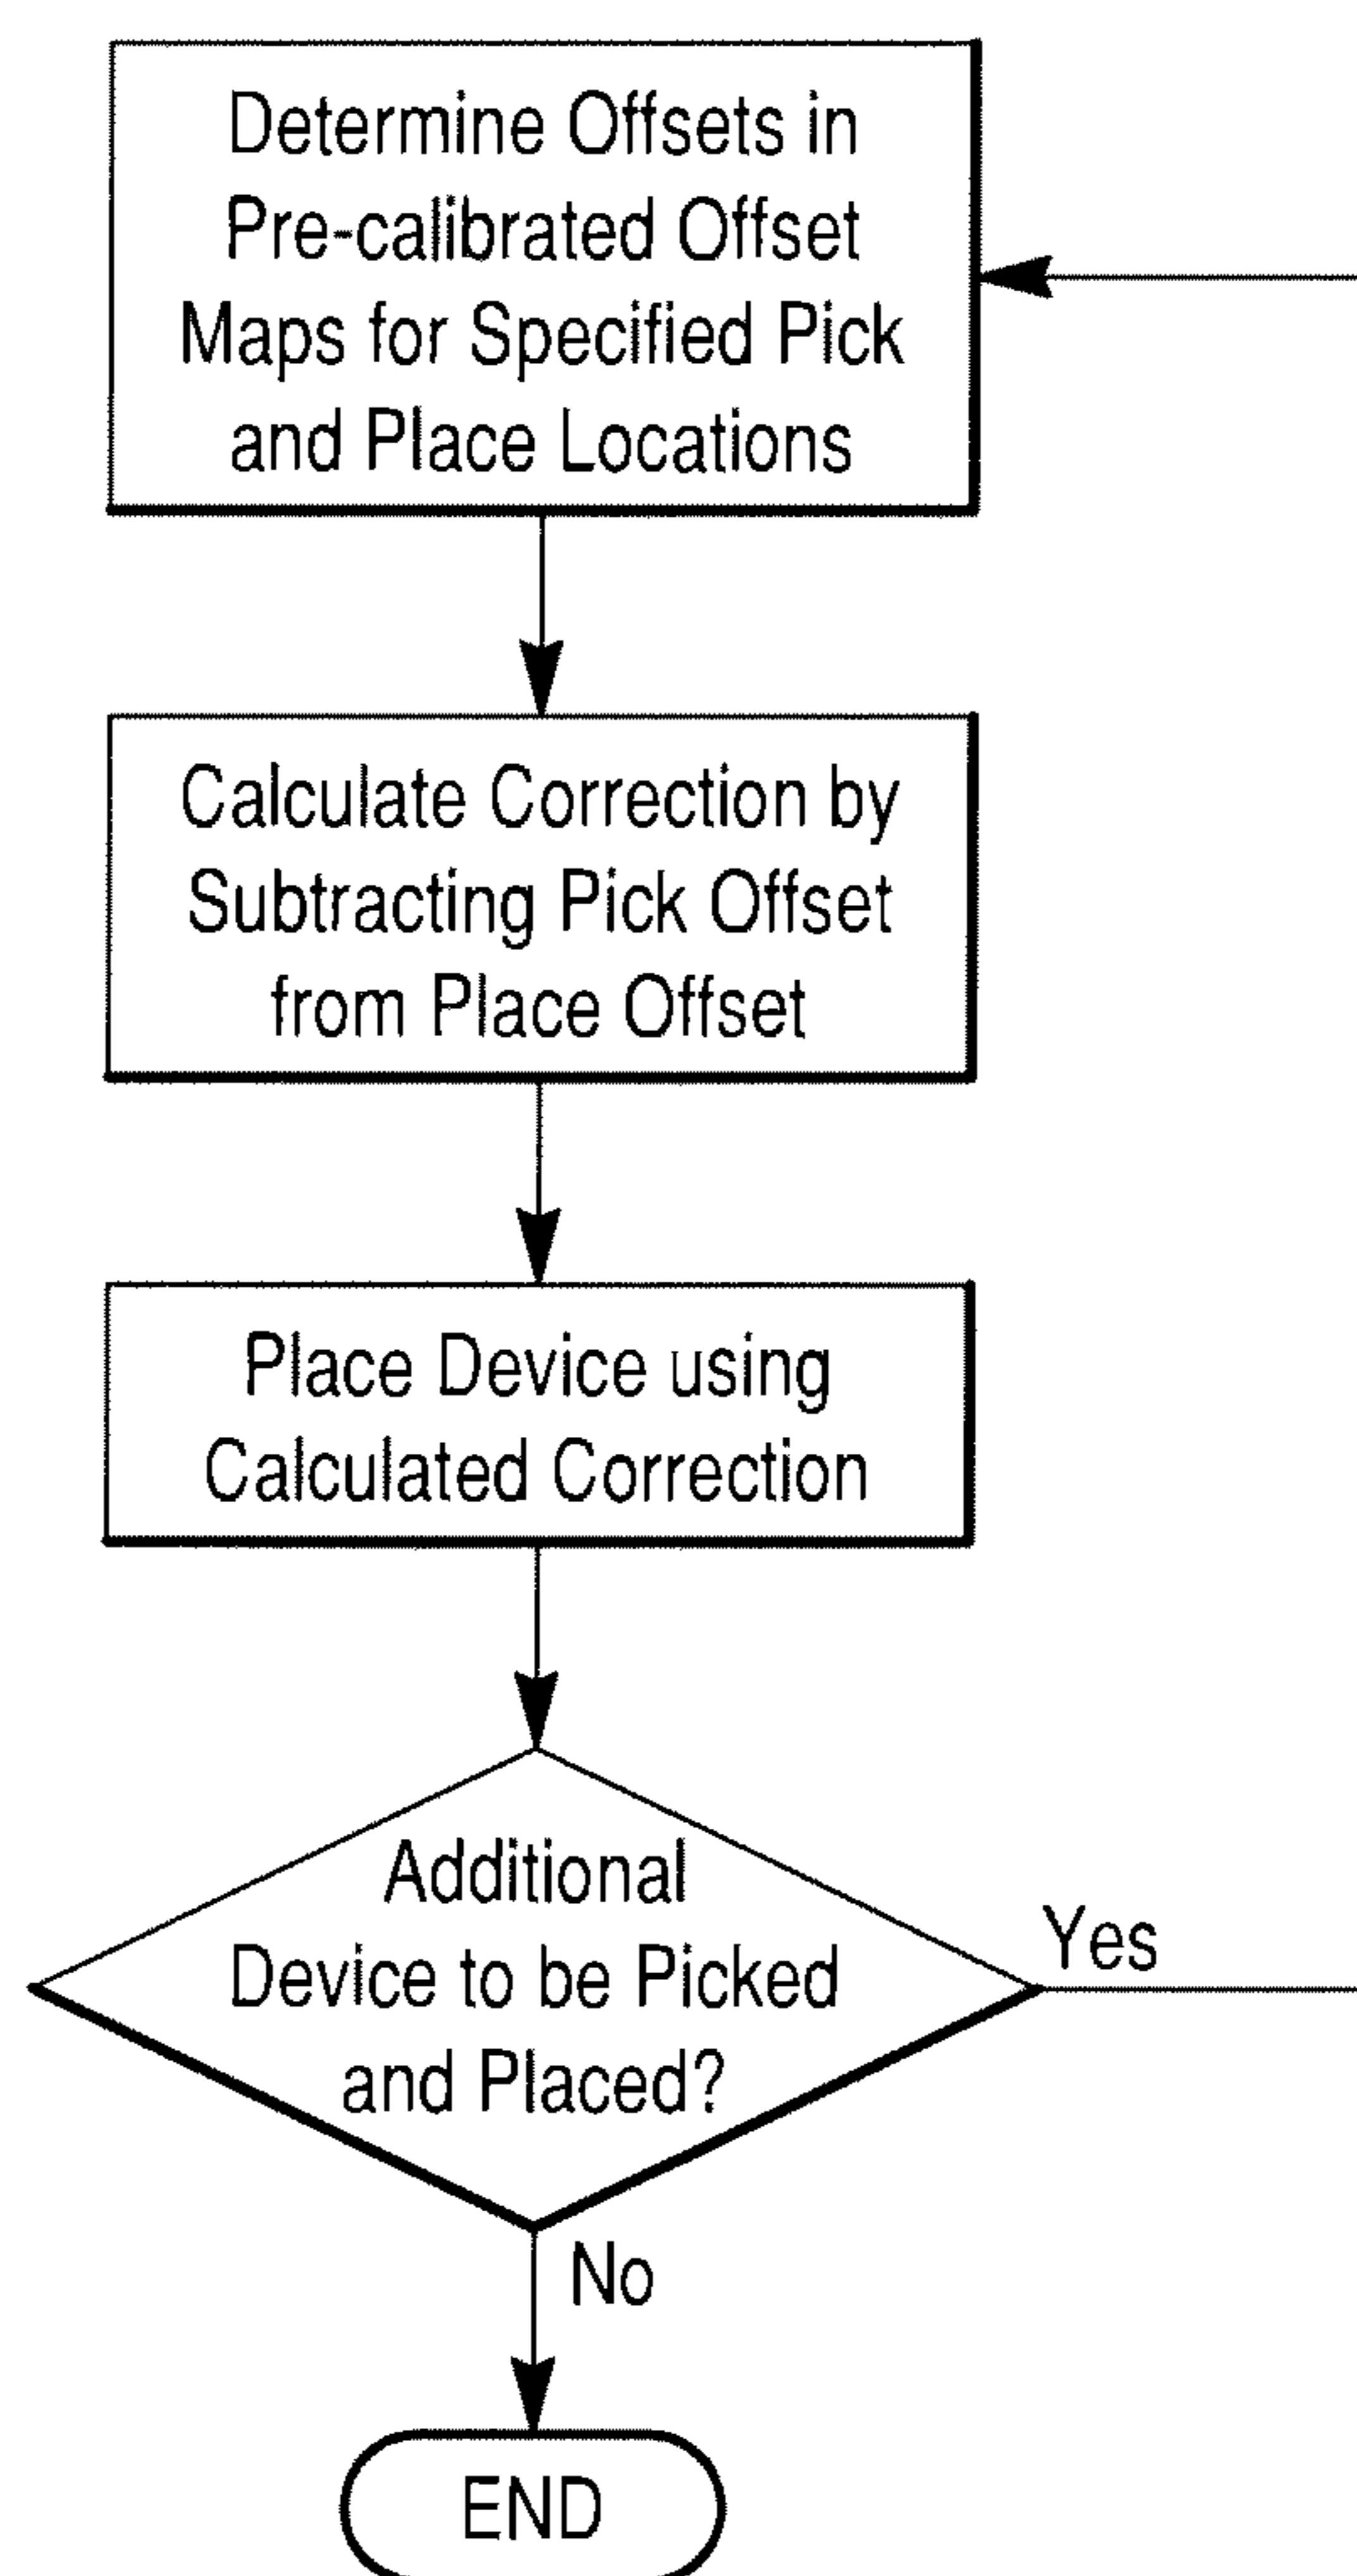 Determine Offsets in
Pre-calibrated Offset
Maps for Specified Pick
and Place Locations
Calculate Correction by
Subtracting Pick Offset
from Place Offset
Place Device using
Calculated Correction
Additional
Device to be Picked
and Placed?
Yes
No
END